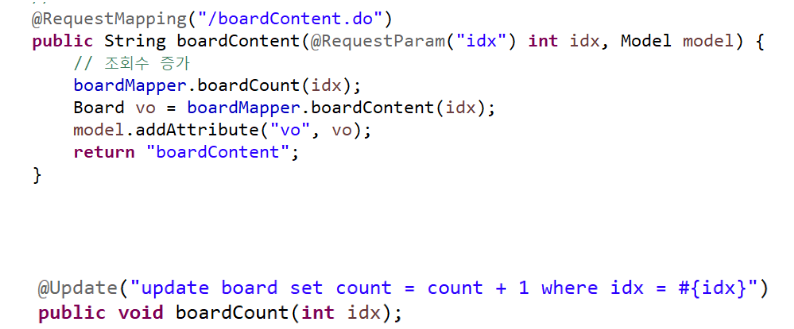 @RequestMapping("/boardContent.do")
public String boardContent(@RequestParam("idx") int idx, Model model) {
// 조회수 증가
boardMapper.boardCount(idx);
Board vo = boardMapper.boardContent(idx);
model.addAttribute("vo", vo);
return "boardContent";
}
@Update("update board set count = count + 1 where idx = #{idx}")
public void boardCount(int idx);